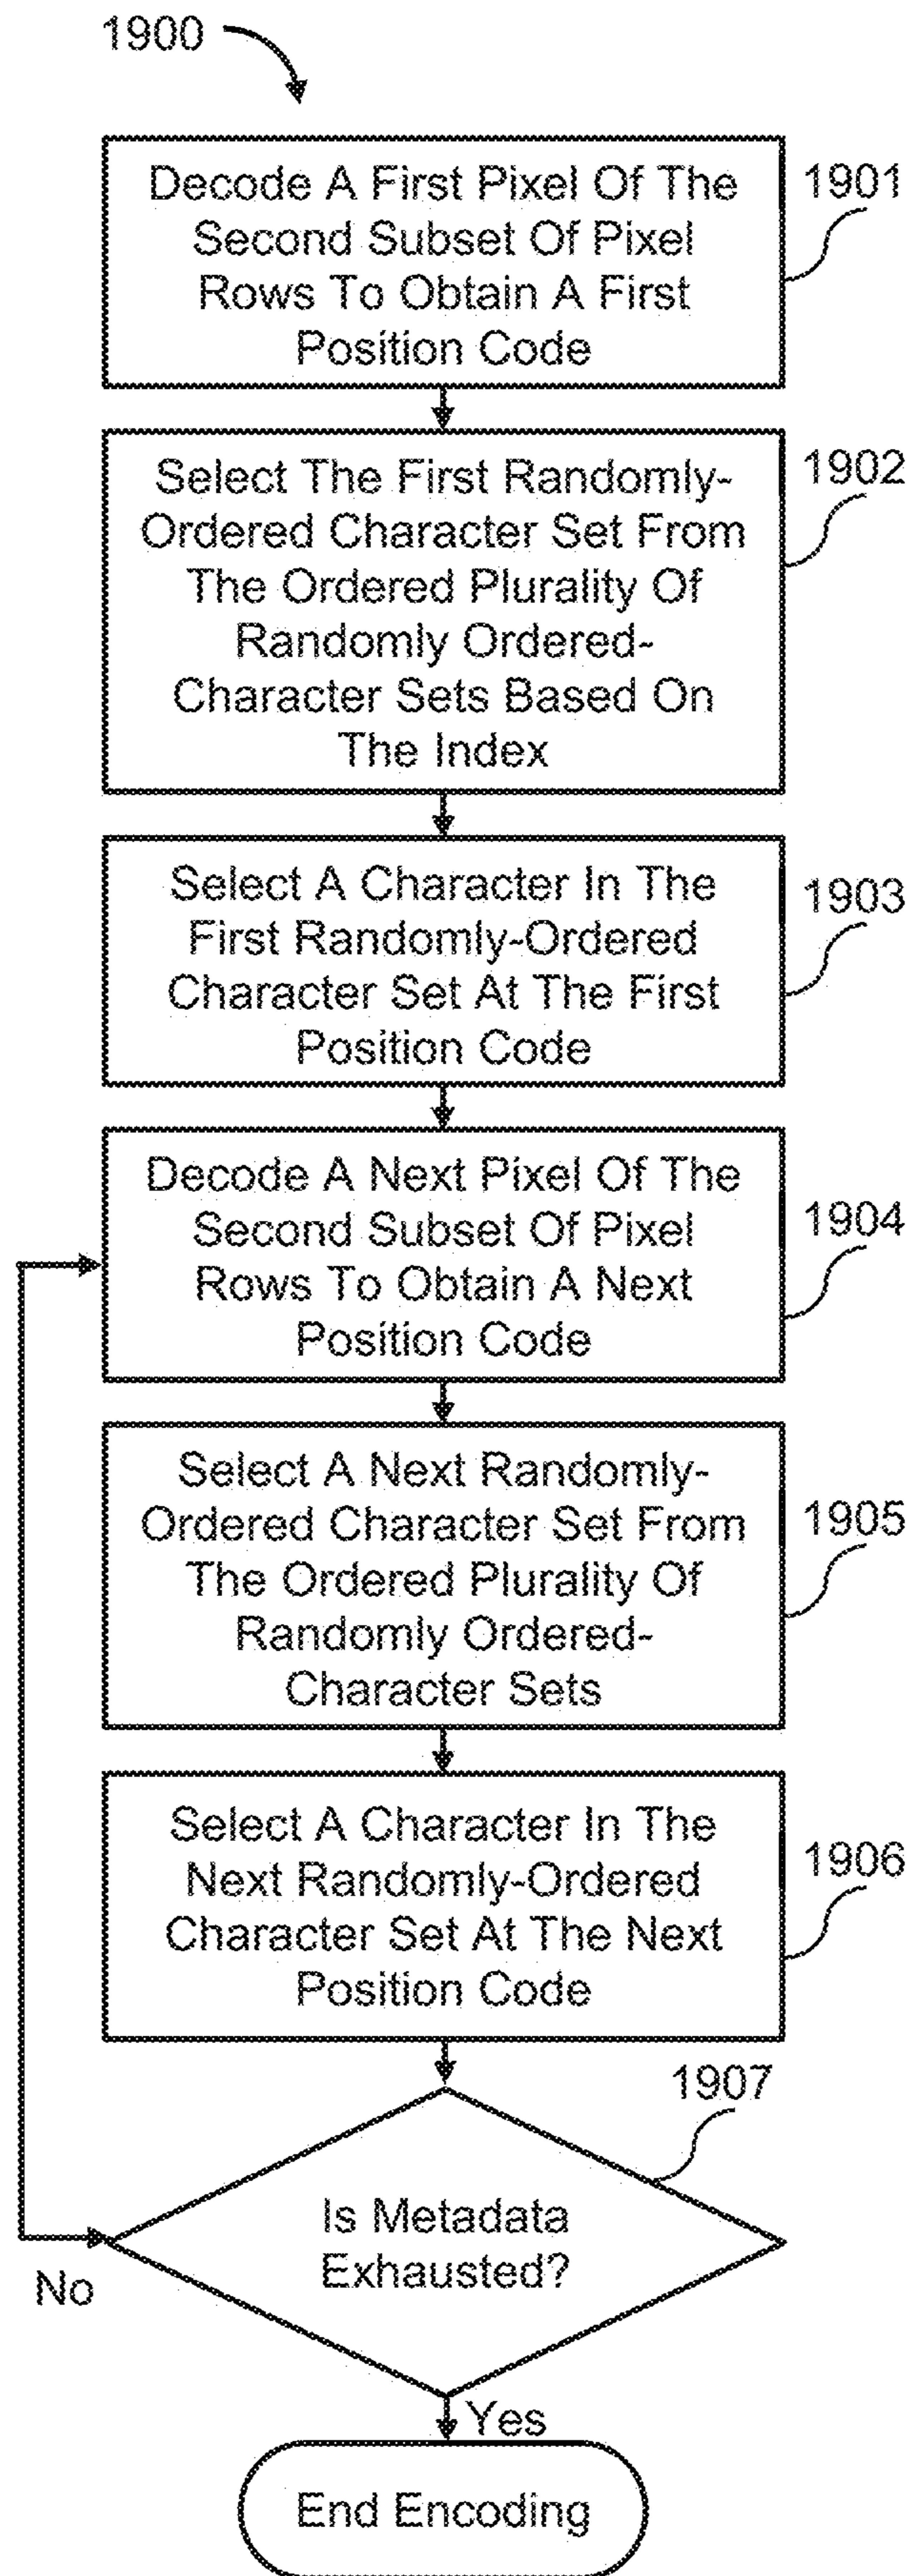 1900
Decode A First Pixel Of The
Second Subset Of Pixel
Rows To Obtain A First
Position Code
1901
Select The First Randomly-
Ordered Character Set From
The Ordered Plurality Of
Randomly Ordered-
Character Sets Based On
The Index
1902
Select A Character In The
First Randomly-Ordered
Character Set At The First
Position Code
1903
Decode A Next Pixel Of The
Second Subset Of Pixel
Rows To Obtain A Next
Position Code
1904
Select A Next Randomly-
Ordered Character Set From
The Ordered Plurality Of
Randomly Ordered-
Character Sets
1905
Select A Character In The
Next Randomly-Ordered
Character Set At The Next
Position Code
1906
1907
Is Metadata
Exhausted?
No
Yes
End Encoding